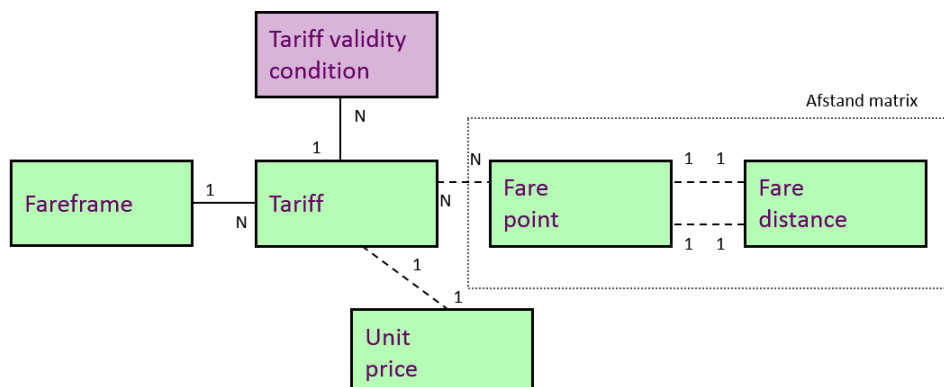 Tariff validity
condition
N
Afstand matrix
1
Fareframe
1
N
Tariff
N
N
Fare
point
1 1
1 1
Fare
distance
1
1
Unit
price